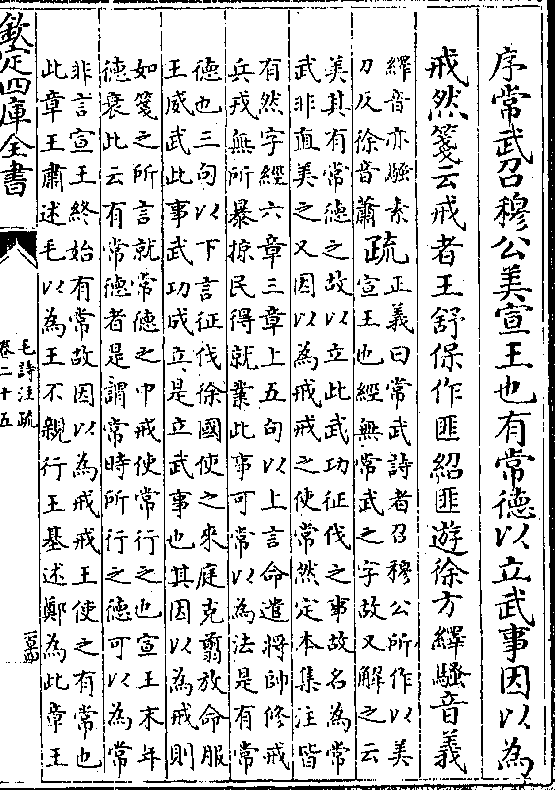 序常武召穆公美宣王也有常德以立武事因以為
戒然箋云戒者王舒保作匪紹匪遊徐方繹騷音義
繹音亦騷素
刀反徐音蕭
疏
正義曰常武詩者召穆公所作以美
宣王也經無常武之字故又解之云
美其有常德之故以立此武功征伐之事故名為常
武非直美之又因以為戒戒之使常然定本集注皆
有然字經六章三章上五句以上言命遣將帥修戒
兵戎無所暴掠民得就業此事可常以為法是有常
德也三句以下言征伐徐國使之來庭克翦放命服
王威武此事武功成立是立武事也其因以為戒則
如箋之所言就常德之中戒使常行之也宣王末年
德衰此云有常德者是謂常時所行之德可以為常
非言宣王終始有常故因以為戒戒王使之有常也
此章王肅述毛以為王不親行王基述鄭為此章王
欽定四庫全書
毛詩注疏
卷二十五